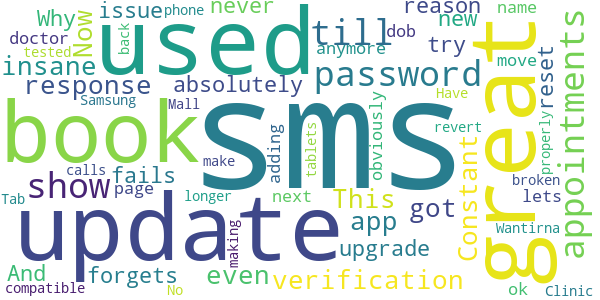 Why issue phone never Now used till reason new name
doctor tested back anymore dob move
insane response absolutely try
Samsung Mall password reset
book sms great appointments
Have obviously revert properly
calls make adding tablets Constant
show fails page This got broken
Tab longer next lets
update app Wantirna
making upgrade
And forgets even verification ok
compatible No Clinic